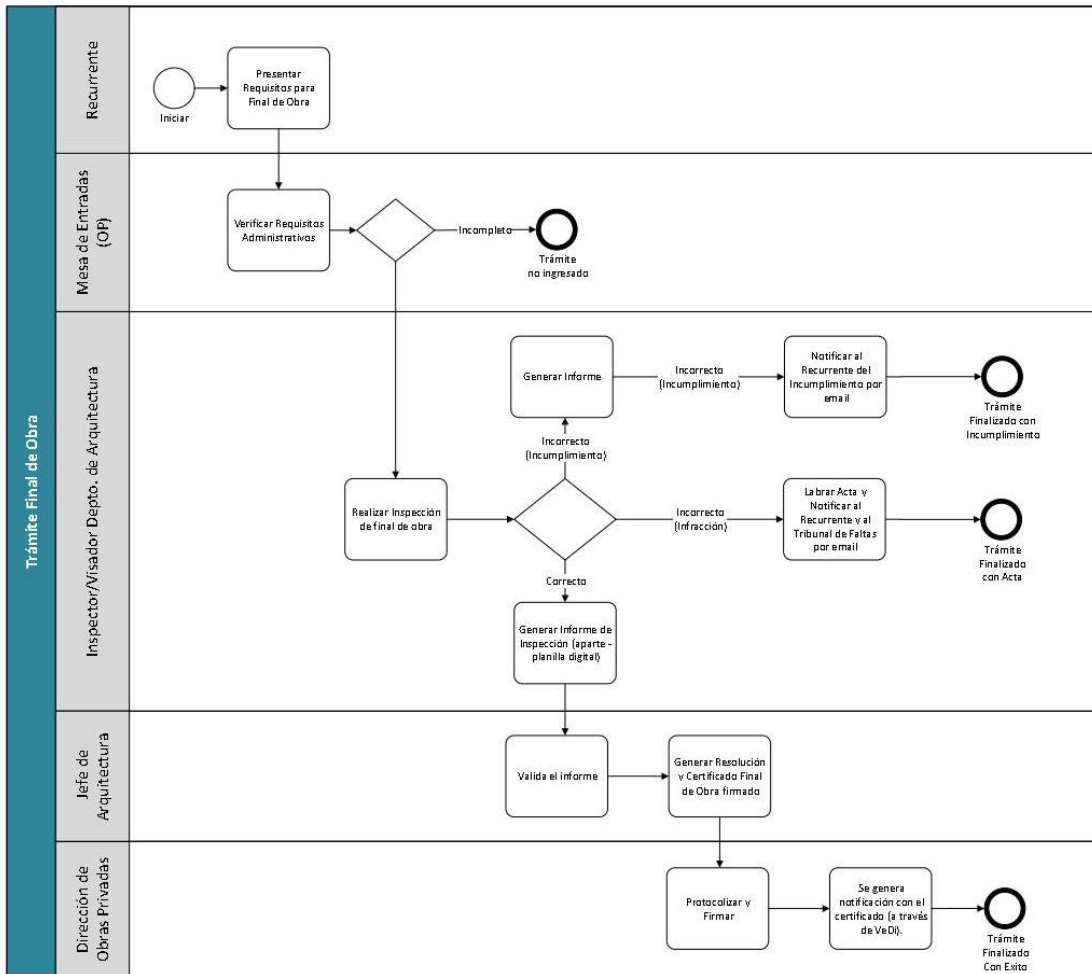 Trámite Final de Obra
Recurrente
Iniciar
Presentar
Requisitos para
Final de Obra
Mesa de Entradas
(OP)
Verificar Requisitos
Administrativos
Incompleto
Trámite
no ingresado
Inspector/Visador Depto. de Arquitectura
Generar Informe
Incorrecto
(Incumplimiento)
Notificar al
Recurrente del
Incumplimiento por
email
Trámite
Finalizado con
Incumplimiento
Incorrecto
(Incumplimiento)
Realizar Inspección
de final de obra
Incorrecto
(Infracción)
Labrar Acta y
Notificar al
Recurrente y al
Tribunal de Faltas
por email
Trámite
Finalizado
con Acta
Correcto
Generar Informe de
Inspección (aparte -
planilla digital)
Jefe de
Arquitectura
Valida el informe
Generar Resolución
y Certificado Final
de Obra firmado
Dirección de
Obras Privadas
Protocolizar y
Firmar
Se genera
notificación con el
certificado (a través
de VeDi).
Trámite
Finalizado
Con Exito